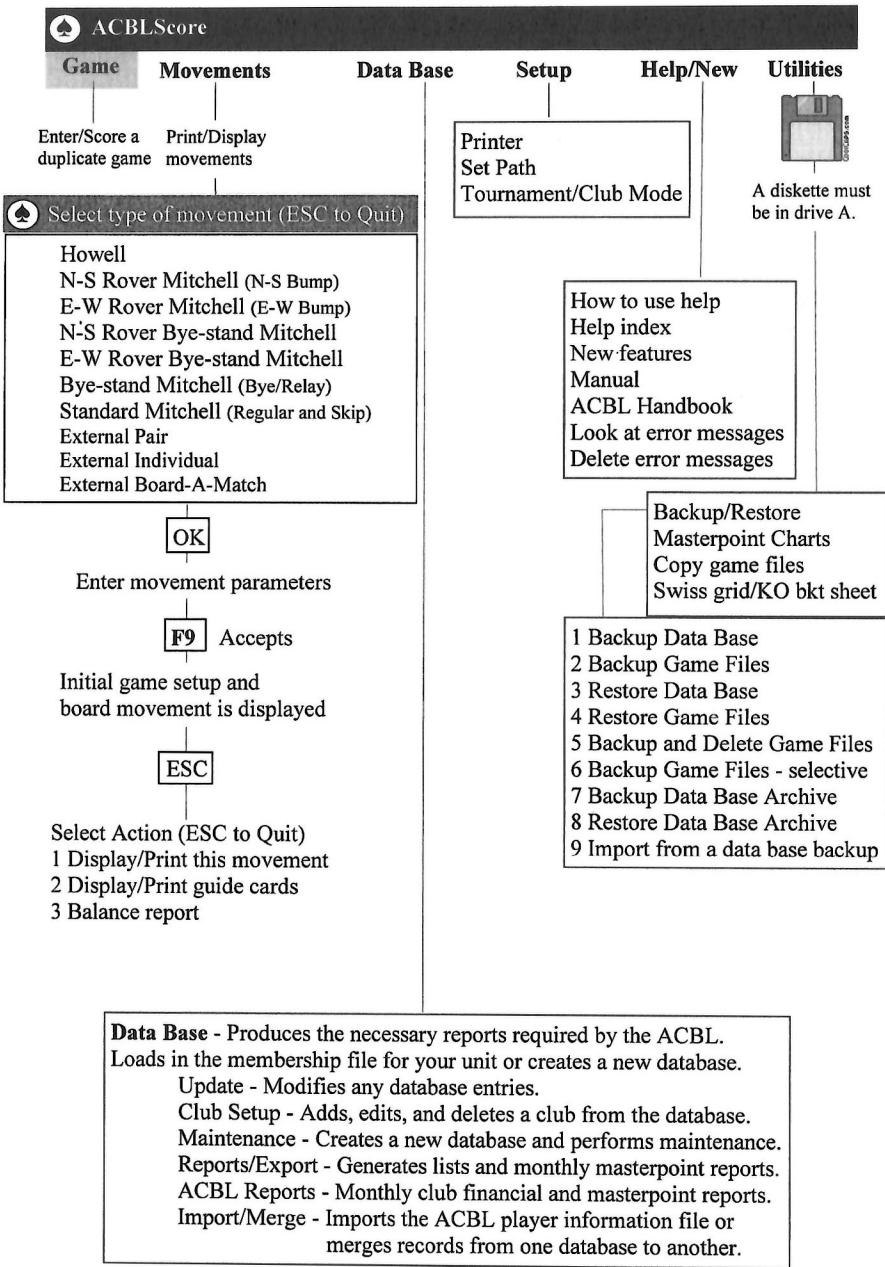 ACBLScore
Game Movements Data Base Setup Help/New Utilities
Enter/Score a
duplicate game
Print/Display
movements
CoolCLIPS.com
A diskette must
be in drive A.
Printer
Set Path
Tournament/Club Mode
Select type of movement (ESC to Quit)
Howell
N-S Rover Mitchell (N-S Bump)
E-W Rover Mitchell (E-W Bump)
N-S Rover Bye-stand Mitchell
E-W Rover Bye-stand Mitchell
Bye-stand Mitchell (Bye/Relay)
Standard Mitchell (Regular and Skip)
External Pair
External Individual
External Board-A-Match
How to use help
Help index
New features
Manual
ACBL Handbook
Look at error messages
Delete error messages
OK
Enter movement parameters
F9 Accepts
Initial game setup and
board movement is displayed
ESC
Select Action (ESC to Quit)
1 Display/Print this movement
2 Display/Print guide cards
3 Balance report
Backup/Restore
Masterpoint Charts
Copy game files
Swiss grid/KO bkt sheet
1 Backup Data Base
2 Backup Game Files
3 Restore Data Base
4 Restore Game Files
5 Backup and Delete Game Files
6 Backup Game Files - selective
7 Backup Data Base Archive
8 Restore Data Base Archive
9 Import from a data base backup
Data Base - Produces the necessary reports required by the ACBL.
Loads in the membership file for your unit or creates a new database.
Update - Modifies any database entries.
Club Setup - Adds, edits, and deletes a club from the database.
Maintenance - Creates a new database and performs maintenance.
Reports/Export - Generates lists and monthly masterpoint reports.
ACBL Reports - Monthly club financial and masterpoint reports.
Import/Merge - Imports the ACBL player information file or
merges records from one database to another.